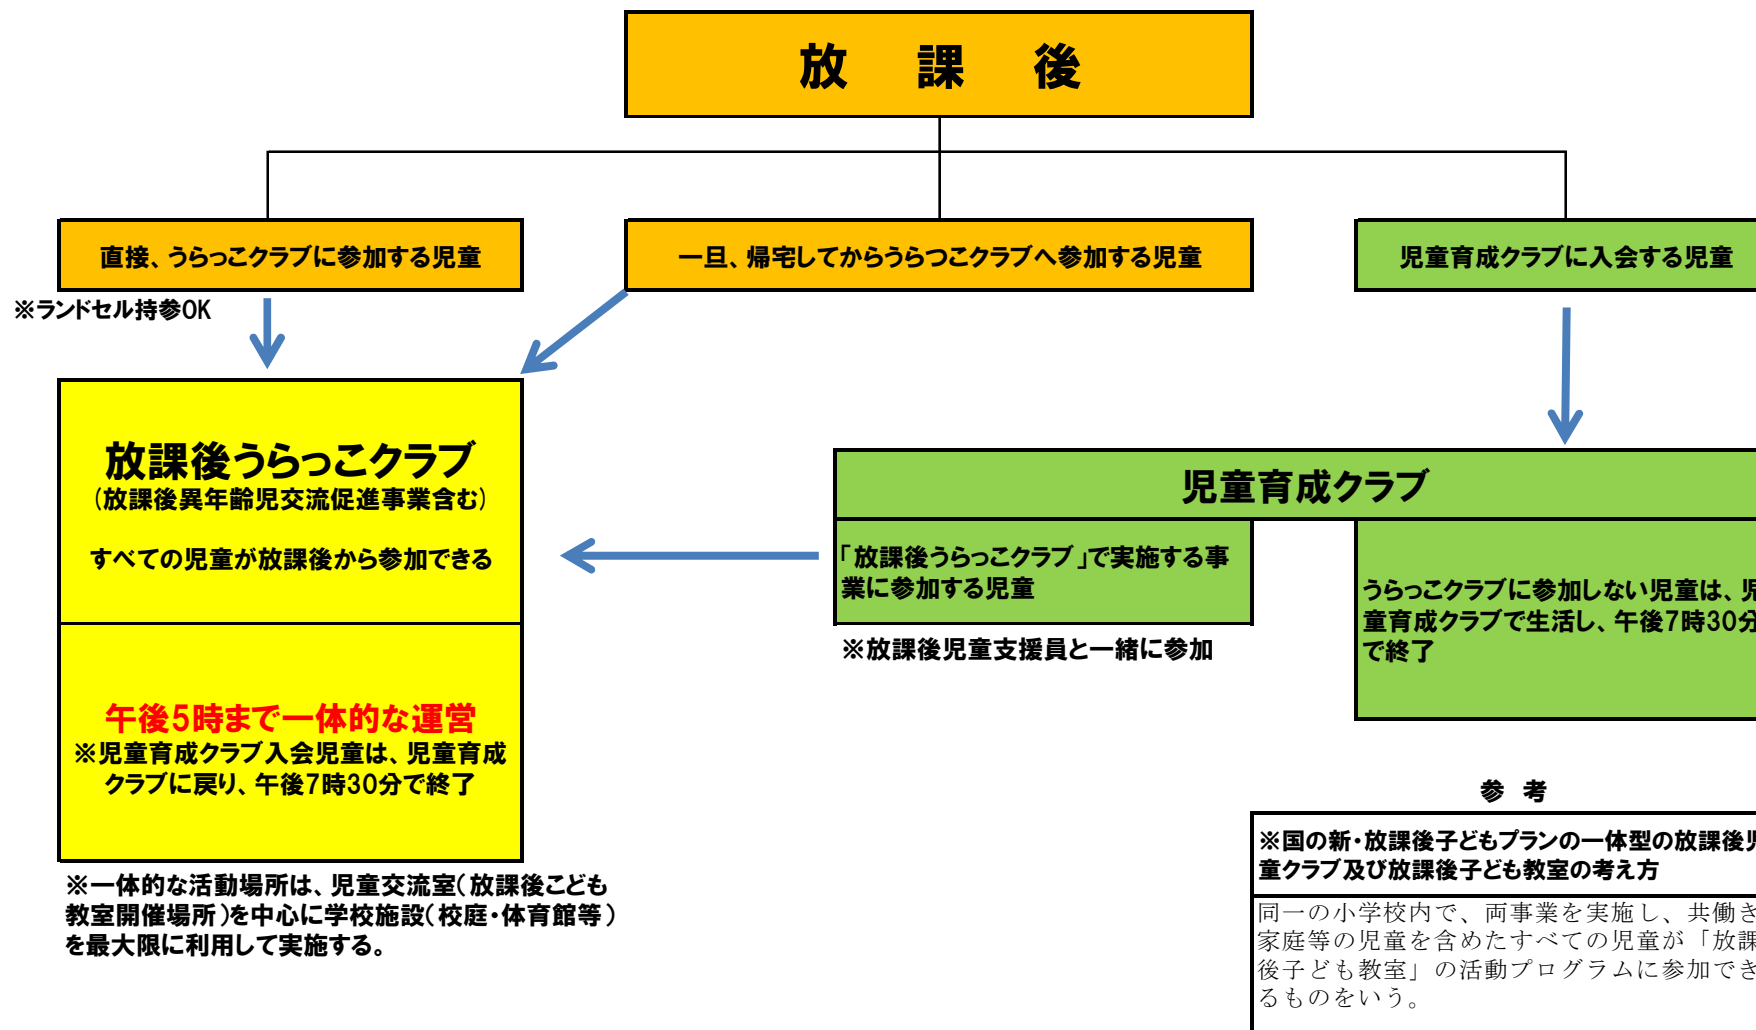 放　課　後
直接、うらっこクラブに参加する児童
一旦、帰宅してからうらつこクラブへ参加する児童
児童育成クラブに入会する児童
※ランドセル持参OK
放課後うらっこクラブ
(放課後異年齢児交流促進事業含む)
すべての児童が放課後から参加できる
児童育成クラブ
「放課後うらっこクラブ」で実施する事
業に参加する児童
※放課後児童支援員と一緒に参加
うらっこクラブに参加しない児童は、児
童育成クラブで生活し、午後7時30分
で終了
午後5時まで一体的な運営
※児童育成クラブ入会児童は、児童育成
クラブに戻り、午後7時30分で終了
※一体的な活動場所は、児童交流室(放課後こども
教室開催場所)を中心に学校施設(校庭・体育館等)
を最大限に利用して実施する。
参 考
※国の新・放課後子どもプランの一体型の放課後児
童クラブ及び放課後子ども教室の考え方
同一の小学校内で、両事業を実施し、共働き
家庭等の児童を含めたすべての児童が「放課
後子ども教室」の活動プログラムに参加でき
るものをいう。